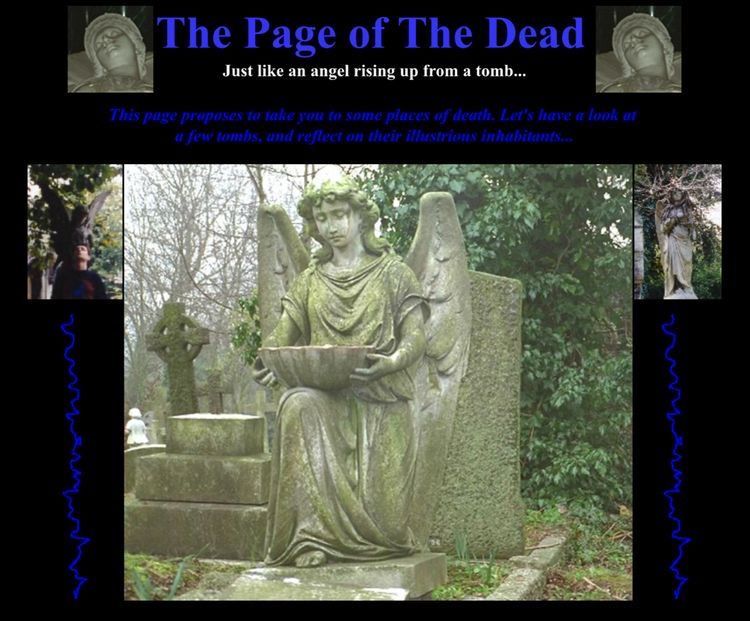 The Page of The Dead
Just like an angel rising up from a tomb...
This page proposes to take you to some places of death. Let's have a look at
a few tombs, and reflect on their illustrious inhabitants...